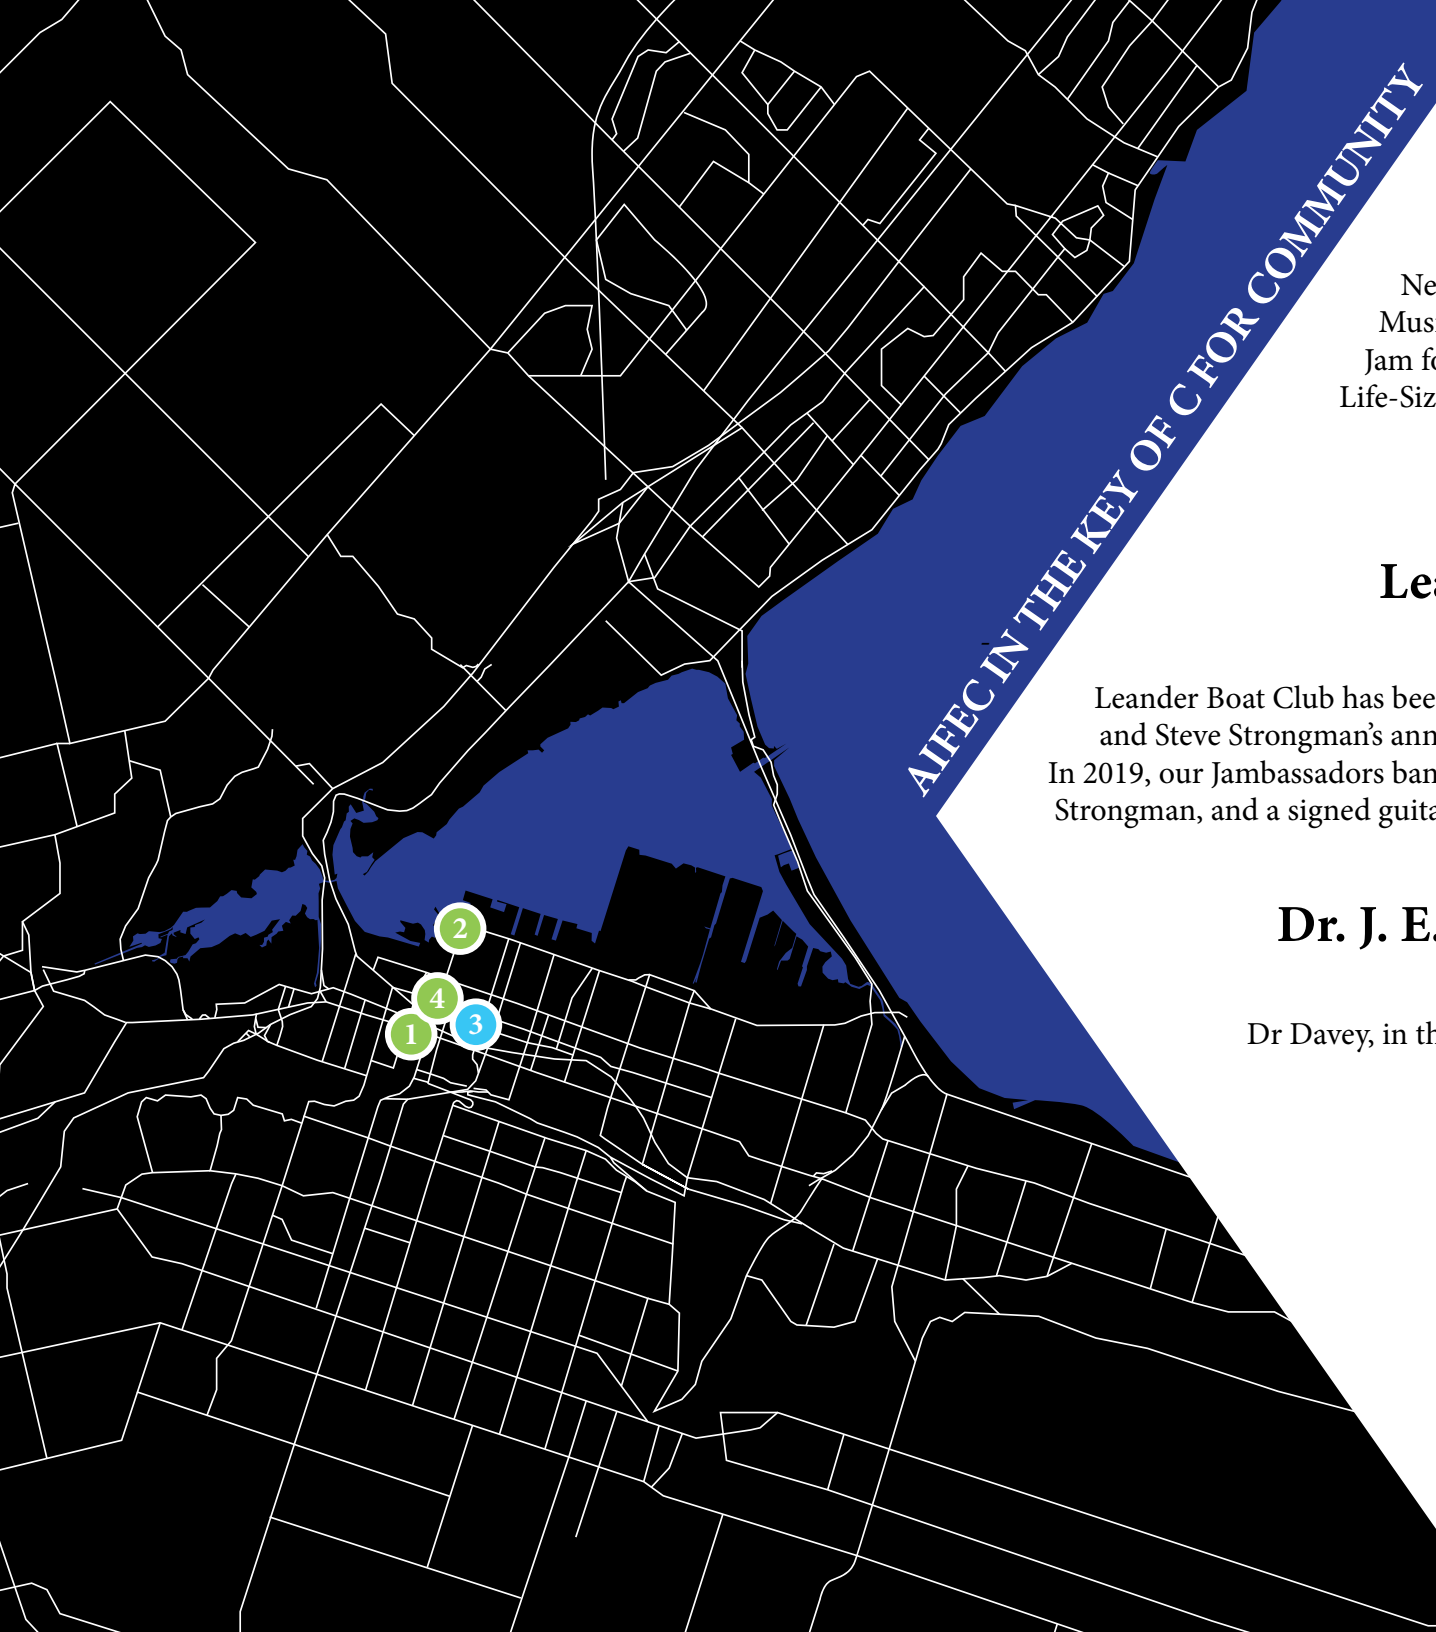 AIFEC IN THE KEY OF C FOR COMMUNITY
Ne
Musi
Jam fo
Life-Siz
Lea
Leander Boat Club has bee
and Steve Strongman's ann
In 2019, our Jambassadors ban
Strongman, and a signed guita
Dr. J. E.
Dr Davey, in th
2
4
3
1